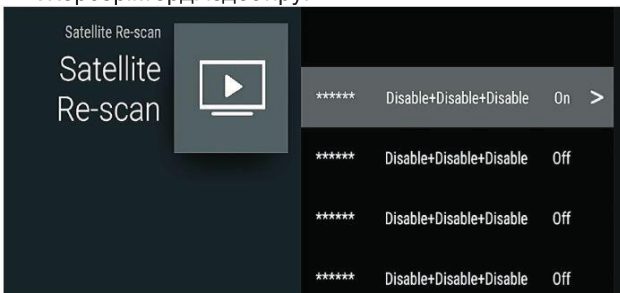 Satellite Re-scan
Satellite
Re-scan
****** Disable+Disable+Disable On >
****** Disable+Disable+Disable Off
****** Disable+Disable+Disable Off
****** Disable+Disable+Disable Off